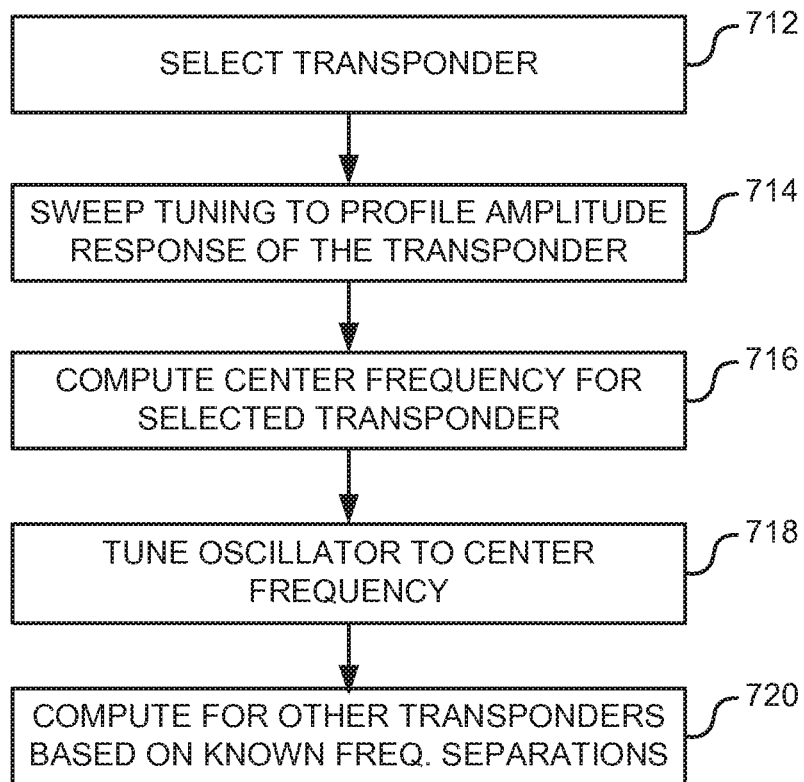 712
SELECT TRANSPONDER
714
SWEEP TUNING TO PROFILE AMPLITUDE
RESPONSE OF THE TRANSPONDER
716
COMPUTE CENTER FREQUENCY FOR
SELECTED TRANSPONDER
718
TUNE OSCILLATOR TO CENTER
FREQUENCY
720
COMPUTE FOR OTHER TRANSPONDERS
BASED ON KNOWN FREQ. SEPARATIONS